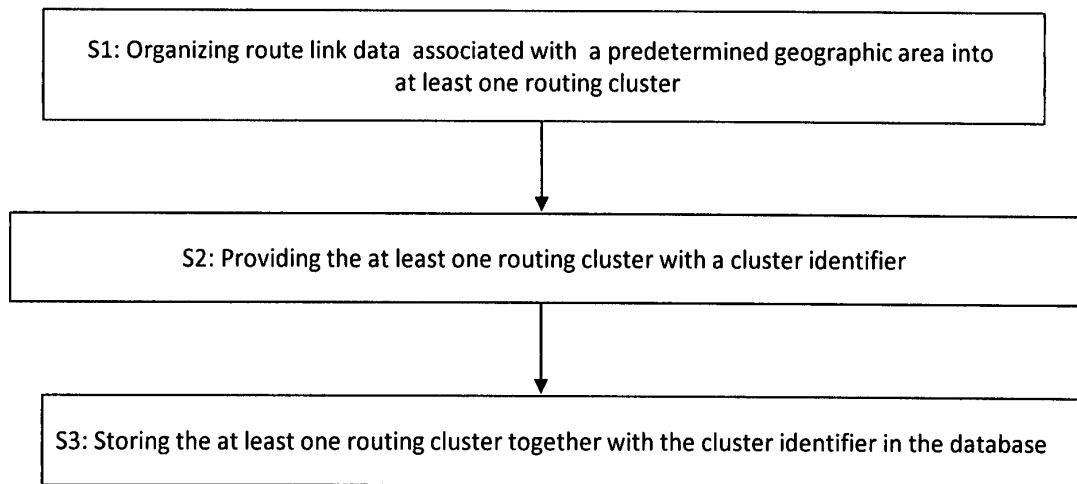 S1: Organizing route link data associated with a predetermined geographic area into
at least one routing cluster
S2: Providing the at least one routing cluster with a cluster identifier
S3: Storing the at least one routing cluster together with the cluster identifier in the database